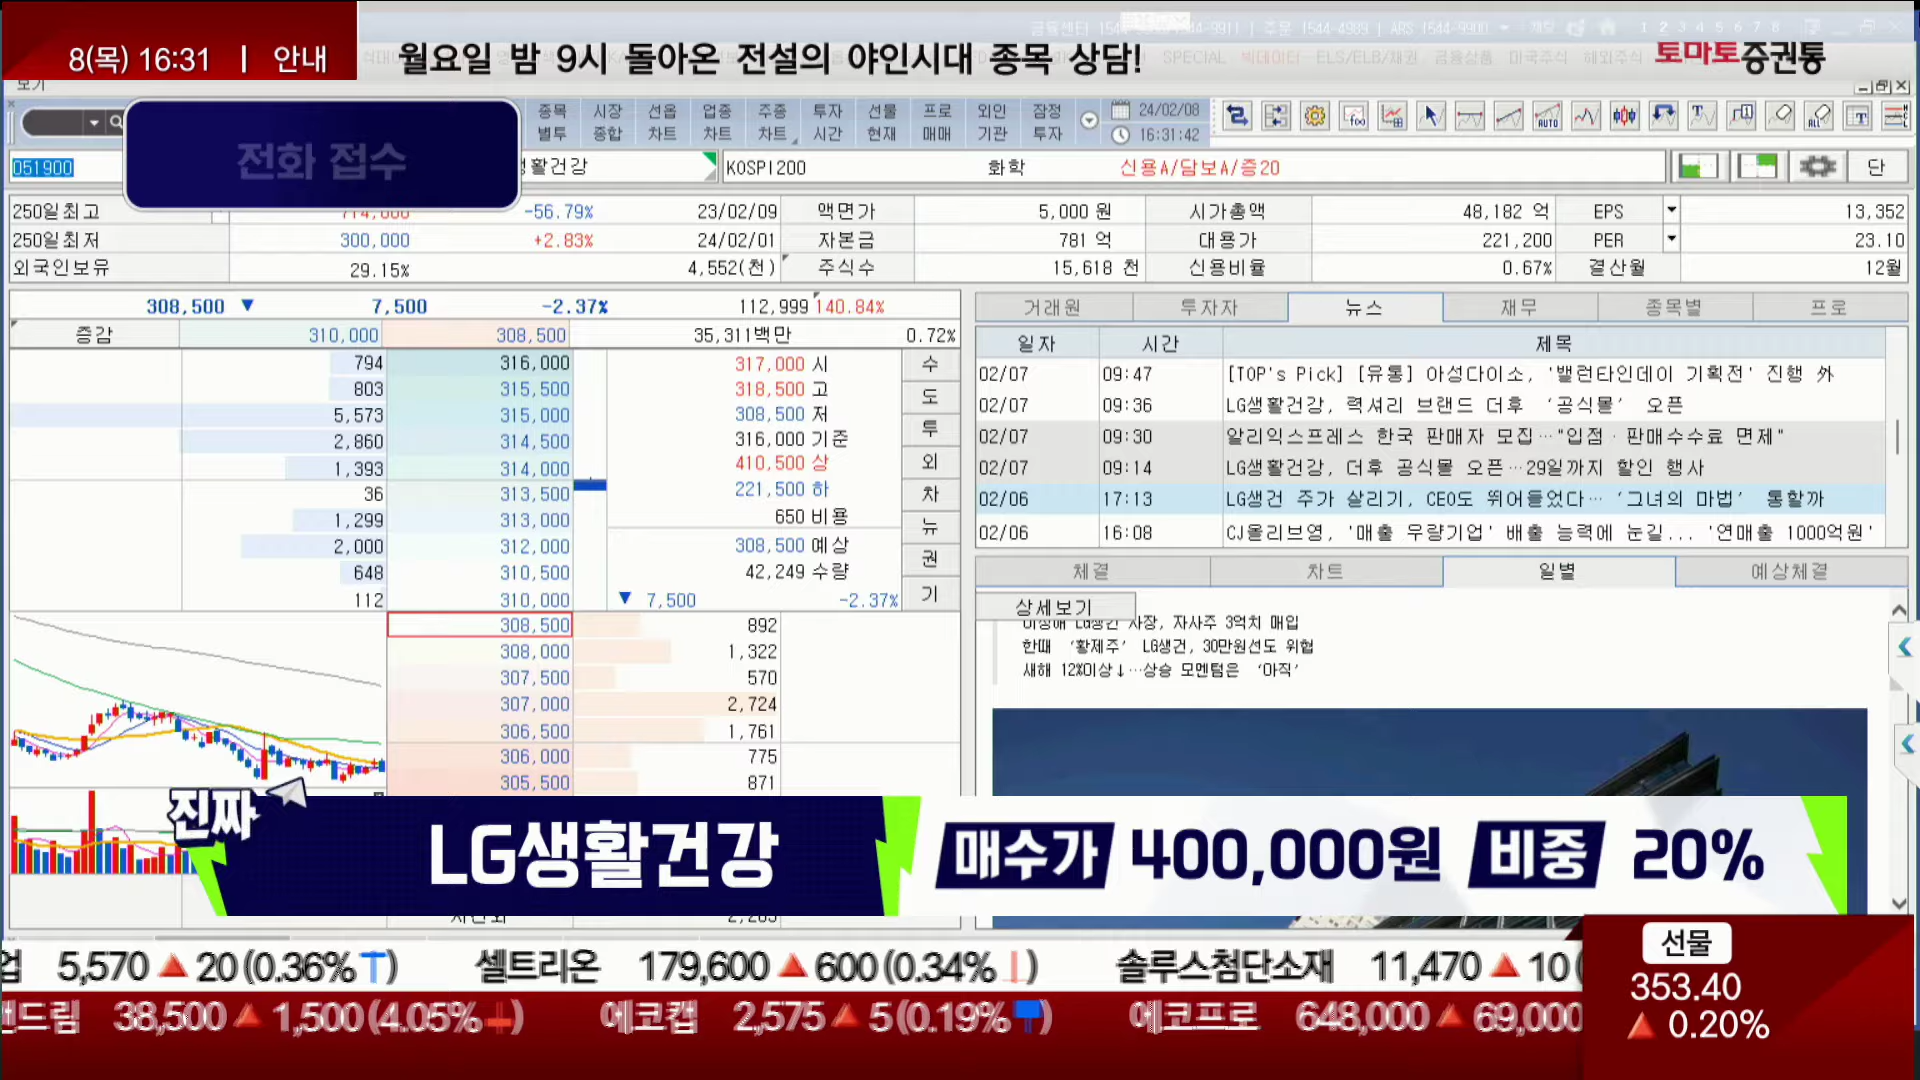 8(목) 16:31 | 안내
월요일 밤 9시 돌아온 전설의 야인시대 종목 상담!
토마토증권통
보기
전화 접수
종목 시장 선옵 업종 주종 투자 선물 프로 외인 잠정
별투 종합 차트 차트 차트 시간 현재 매매 기관 투자
24/02/08
16:31:42
051900
활건강
KOSPI200
화학
신용A/담보A/증20
단
250일최고 -56.79% 23/02/09 액면가 5,000 원 시가총액 48,182 억 EPS 13,352
250일최저 300,000 +2.83% 24/02/01 자본금 781 억 대용가 221,200 PER 23.10
외국인보유 29.15% 4,552(천) 주식수 15,618 천 신용비율 0.67% 결산월 12월
308,500 ▼ 7,500 -2.37% 112,999 140.84%
증감 310,000 308,500 35,311백만 0.72%
794 316,000 317,000 시 수
803 315,500 318,500 고 도
5,573 315,000 308,500 저 투
2,860 314,500 316,000 기준
1,393 314,000 410,500 상 외
36 313,500 221,500 하 차
1,299 313,000 650 비용 뉴
2,000 312,000 308,500 예상 권
648 310,500 42,249 수량
112 310,000 ▼ 7,500 -2.37% 기
308,500 892
308,000 1,322
307,500 570
307,000 2,724
306,500 1,761
306,000 775
305,500 871
거래원 투자자 뉴스 재무 종목별 프로
일자 시간 제목
02/07 09:47 [TOP's Pick] [유통] 아성다이소, '밸런타인데이 기획전' 진행 外
02/07 09:36 LG생활건강, 럭셔리 브랜드 더후 ‘공식몰’ 오픈
02/07 09:30 알리익스프레스 한국 판매자 모집…"입점·판매수수료 면제"
02/07 09:14 LG생활건강, 더후 공식몰 오픈…29일까지 할인 행사
02/06 17:13 LG생건 주가 살리기, CEO도 뛰어들었다… ‘그녀의 마법’ 통할까
02/06 16:08 CJ올리브영, '매출 우량기업' 배출 능력에 눈길... '연매출 1000억원'
체결 차트 일별 예상체결
상세보기
이정애 LG생건 사장, 자사주 3억치 매입
한때 ‘황제주’ LG생건, 30만원선도 위협
새해 12%이상↓…상승 모멘텀은 ‘아직’
진짜
LG생활건강
매수가 400,000원 비중 20%
업 5,570 ▲ 20(0.36%) 셀트리온 179,600 ▲ 600(0.34%) 솔루스첨단소재 11,470 ▲ 10(
드림 38,500 ▲ 1,500(4.05%) 에코캡 2,575 ▲ 5(0.19%) 에코프로 648,000 ▲ 69,000
선물
353.40
▲ 0.20%